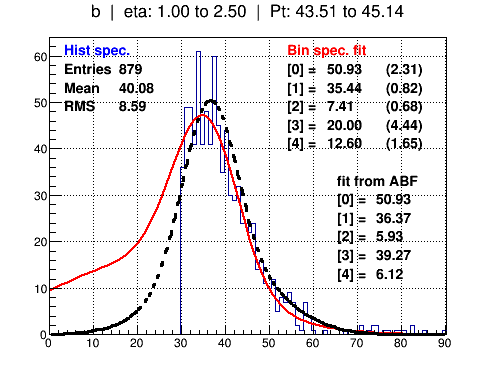 b | eta: 1.00 to 2.50 | Pt: 43.51 to 45.14
Hist spec.
Entries 879
Mean 40.08
RMS 8.59
Bin spec. fit
[0] = 50.93 (2.31)
[1] = 35.44 (0.82)
[2] = 7.41 (0.68)
[3] = 20.00 (4.44)
[4] = 12.60 (1.65)
fit from ABF
[0] = 50.93
[1] = 36.37
[2] = 5.93
[3] = 39.27
[4] = 6.12
60
50
40
30
20
10
0
0 10 20 30 40 50 60 70 80 90